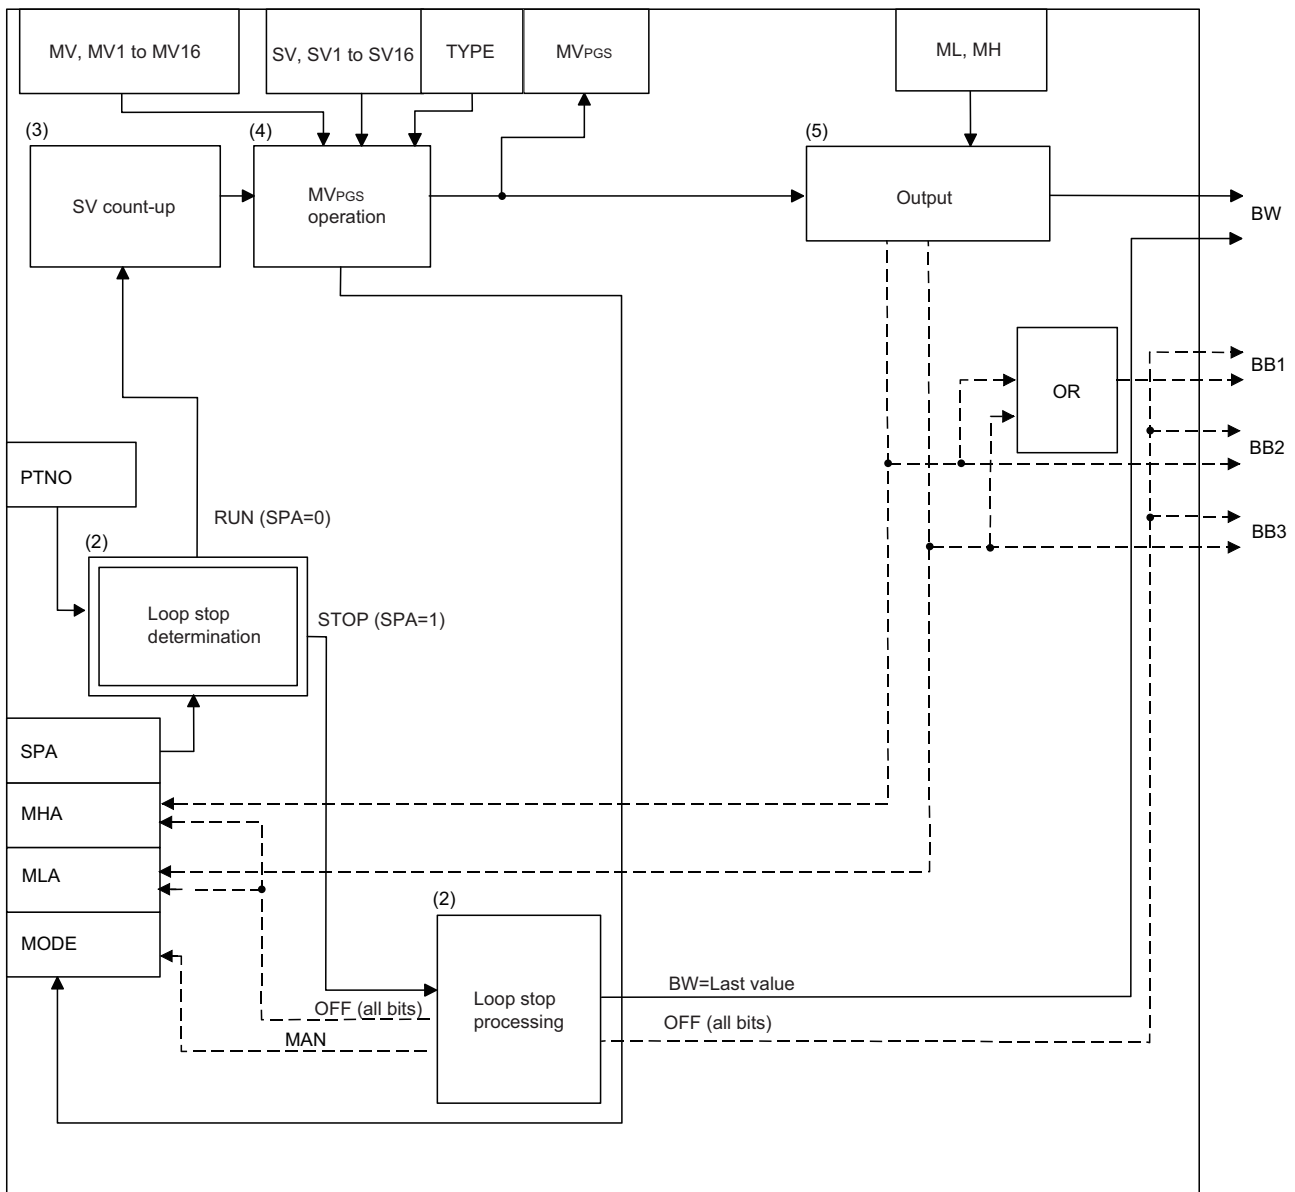 MV, MV1 to MV16
SV, SV1 to SV16
TYPE
MVPGS
ML, MH
(3)
(4)
(5)
SV count-up
MVPGS
operation
Output
BW
BB1
OR
BB2
BB3
PTNO
RUN (SPA=0)
(2)
Loop stop
determination
STOP (SPA=1)
SPA
MHA
MLA
MODE
(2)
Loop stop
processing
BW=Last value
OFF (all bits)
OFF (all bits)
MAN